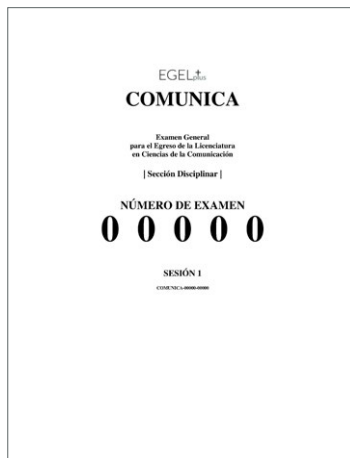 EGEL+plus
COMUNICA
Examen General
para el Egreso de la Licenciatura
en Ciencias de la Comunicación
| Sección Disciplinar |
NÚMERO DE EXAMEN
0 0 0 0 0
SESIÓN 1
COMUNICA-00000-00000